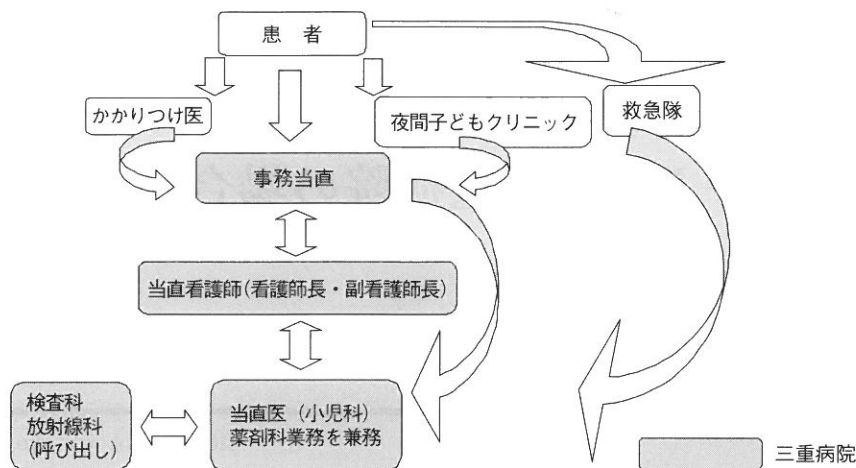 患 者
かかりつけ医
夜間子どもクリニック
救急隊
事務当直
当直看護師(看護師長・副看護師長)
検査科
放射線科
(呼び出し)
当直医(小児科)
薬剤科業務を兼務
三重病院